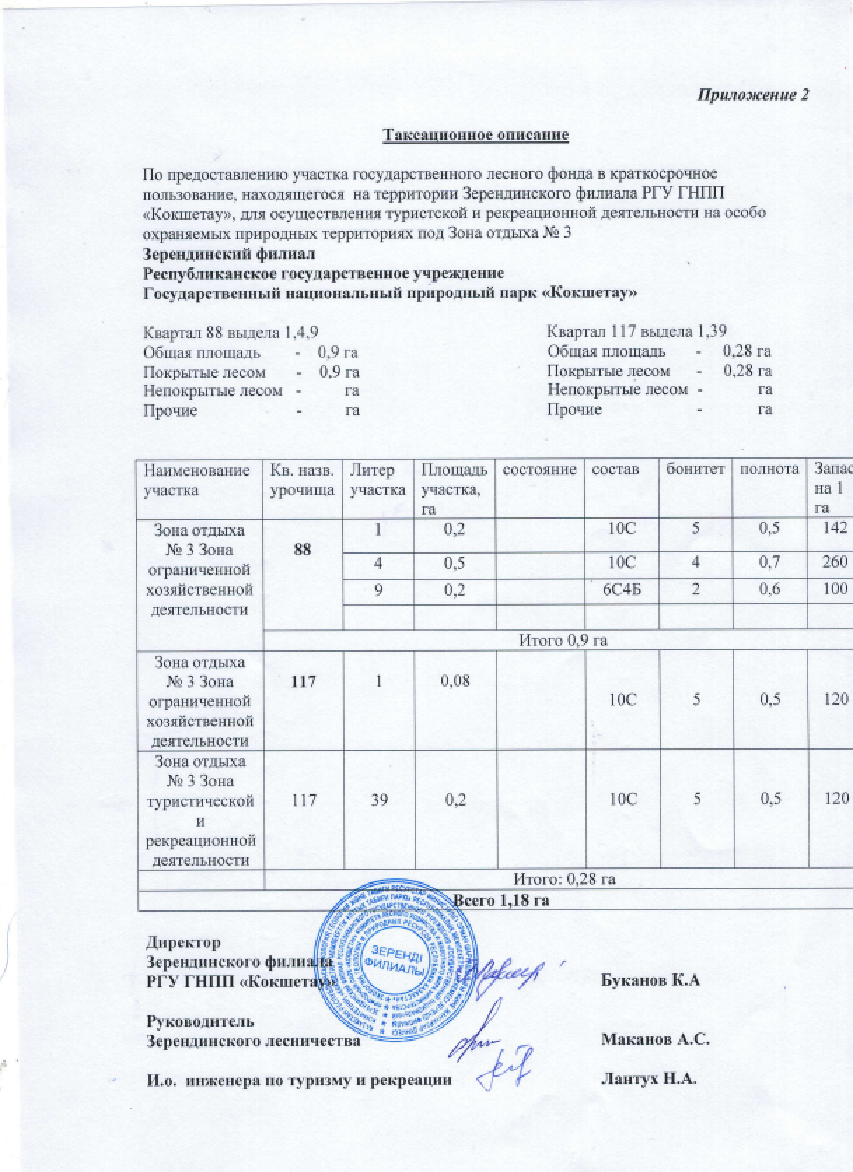 Приложение 2
Таксационное описание
По предоставлению участка государственного лесного фонда в краткосрочное
пользование, находящегося на территории Зерендинского филиала РГУ ГНПП
«Кокшетау», для осуществления туристской и рекреационной деятельности на особо
охраняемых природных территориях под Зона отдыха № 3
Зерендинский филиал
Республиканское государственное учреждение
Государственный национальный природный парк «Кокшетау»
Квартал 88 выдела 1,4,9
Общая площадь - 0,9 га
Покрытые лесом - 0,9 га
Непокрытые лесом - га
Прочие - га
Квартал 117 выдела 1,39
Общая площадь - 0,28 га
Покрытые лесом - 0,28 га
Непокрытые лесом - га
Прочие - га
Наименование участка | Кв. назв. урочища | Литер участка | Площадь участка, га | состояние | состав | бонитет | полнота | Запас на 1 га
Зона отдыха № 3 Зона ограниченной хозяйственной деятельности | 88 | 1 | 0,2 | | 10С | 5 | 0,5 | 142
4 | 0,5 | | 10С | 4 | 0,7 | 260
9 | 0,2 | | 6С4Б | 2 | 0,6 | 100
Итого 0,9 га
Зона отдыха № 3 Зона ограниченной хозяйственной деятельности | 117 | 1 | 0,08 | | 10С | 5 | 0,5 | 120
Зона отдыха № 3 Зона туристической и рекреационной деятельности | 117 | 39 | 0,2 | | 10С | 5 | 0,5 | 120
Итого: 0,28 га
Всего 1,18 га
Директор
Зерендинского филиала
РГУ ГНПП «Кокшетау»
Буканов К.А
ЗЕРЕНДІ
ФИЛИАЛЫ
Руководитель
Зерендинского лесничества
Маканов А.С.
И.о. инженера по туризму и рекреации
Лантух Н.А.